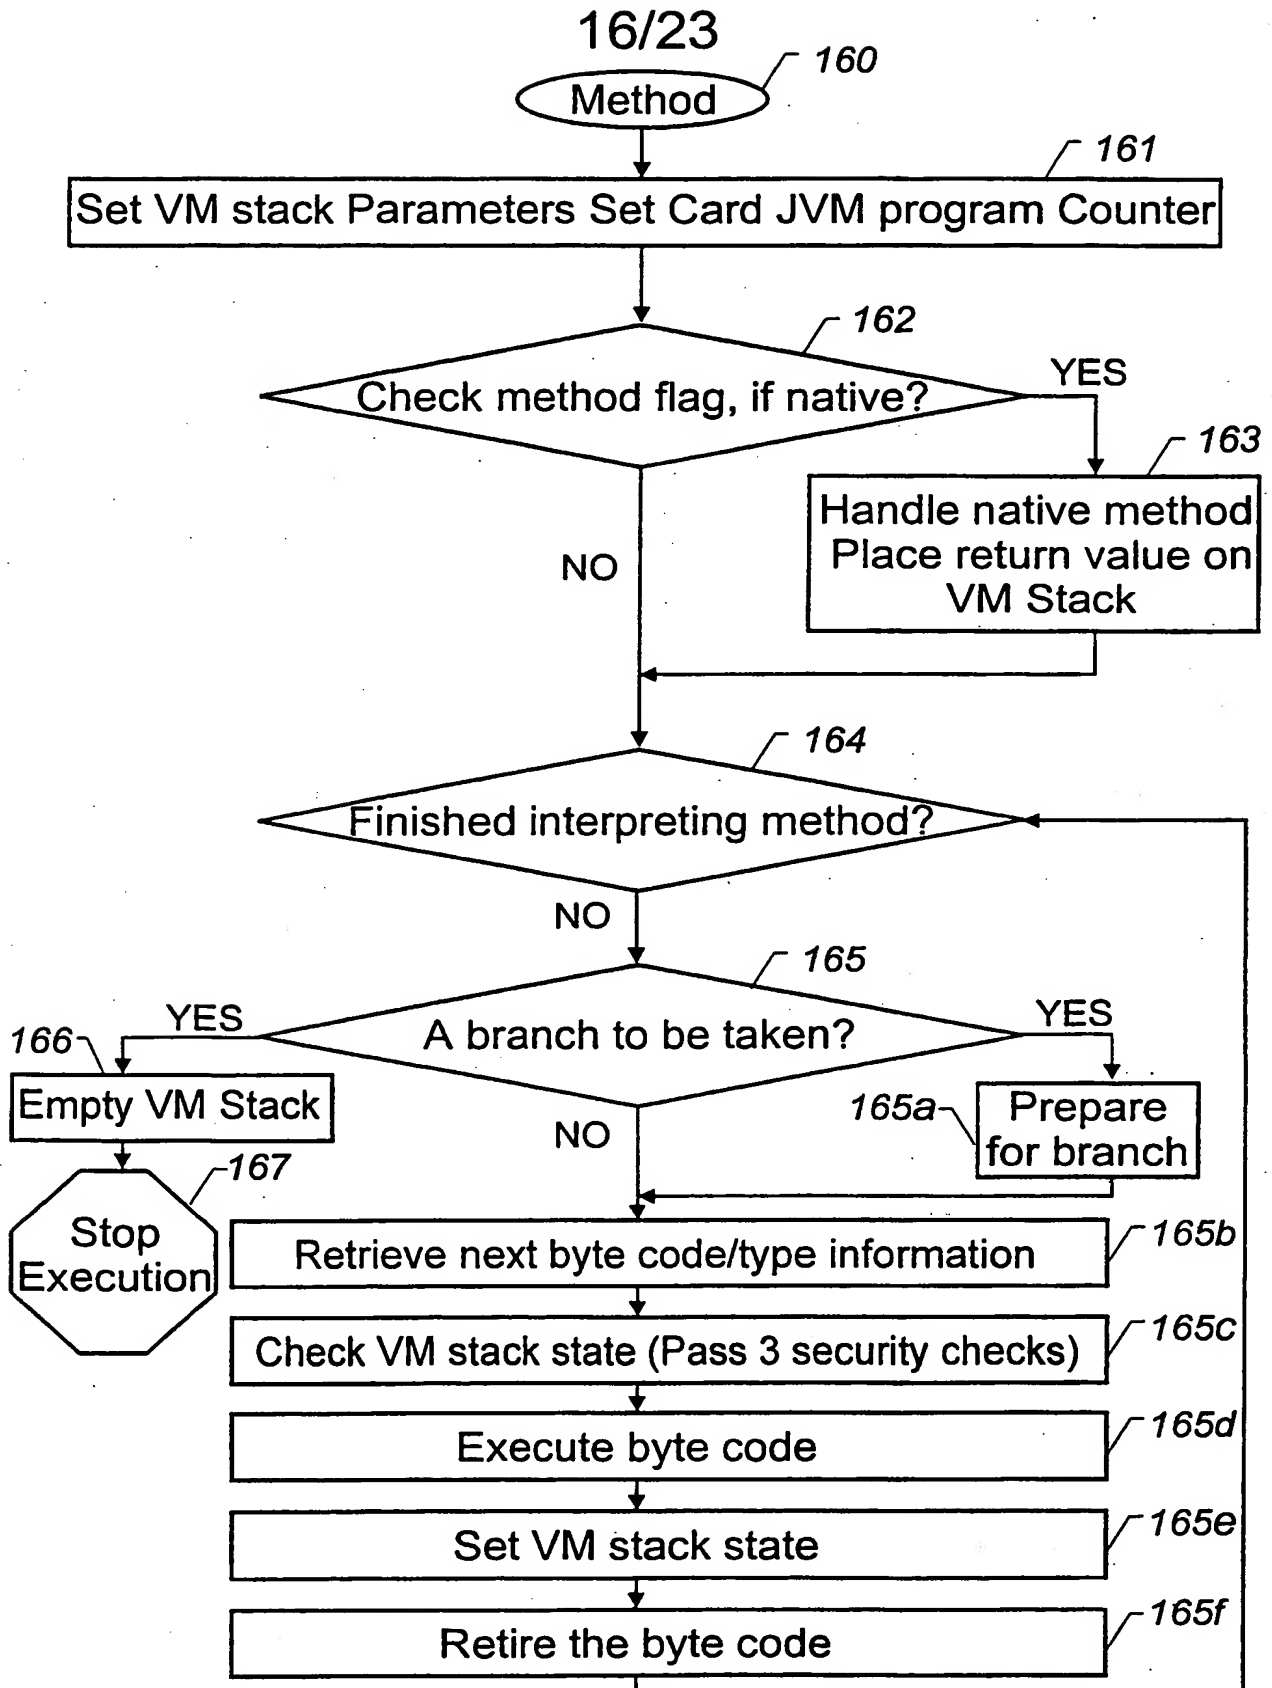 16/23
160
Method
161
Set VM stack Parameters Set Card JVM program Counter
162
Check method flag, if native?
YES
163
Handle native method
Place return value on
VM Stack
NO
164
Finished interpreting method?
NO
165
A branch to be taken?
YES
YES
166
Empty VM Stack
165a
Prepare
for branch
NO
167
Stop
Execution
165b
Retrieve next byte code/type information
165c
Check VM stack state (Pass 3 security checks)
165d
Execute byte code
165e
Set VM stack state
165f
Retire the byte code